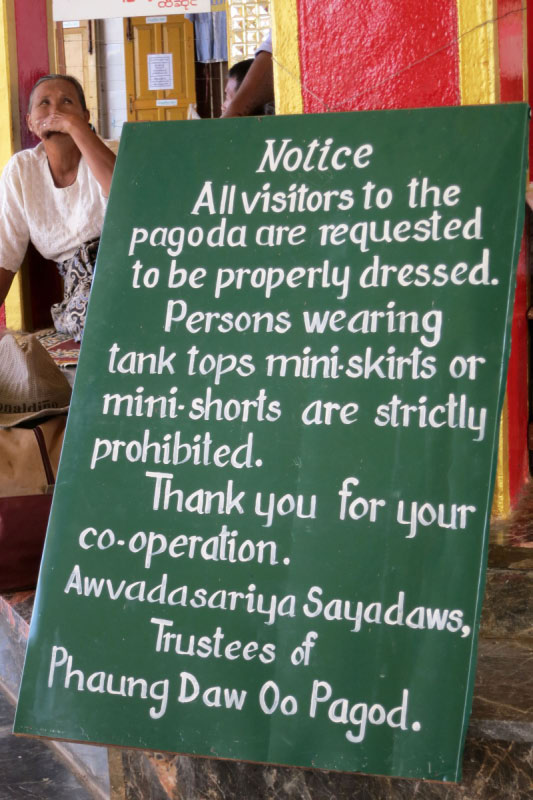 Notice
All visitors to the
pagoda are requested
to be properly dressed.
Persons wearing
tank tops mini-skirts or
mini-shorts are strictly
prohibited.
Thank you for your
co-operation.
Awvadasariya Sayadaws,
Trustees of
Phaung Daw Oo Pagod.